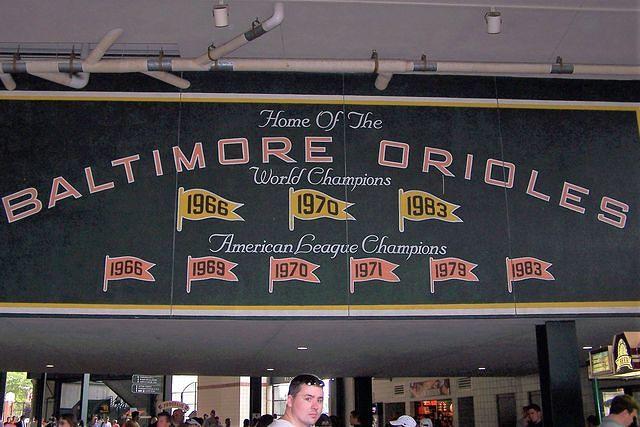 Home Of The
BALTIMORE ORIOLES
World Champions
1966 1970 1983
American League Champions
1966 1969 1970 1971 1979 1983